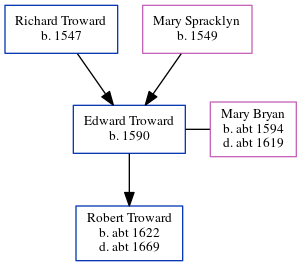 Richard Troward
b. 1547
Mary Spracklyn
b. 1549
Edward Troward
b. 1590
Mary Bryan
b. abt 1594
d. abt 1619
Robert Troward
b. abt 1622
d. abt 1669